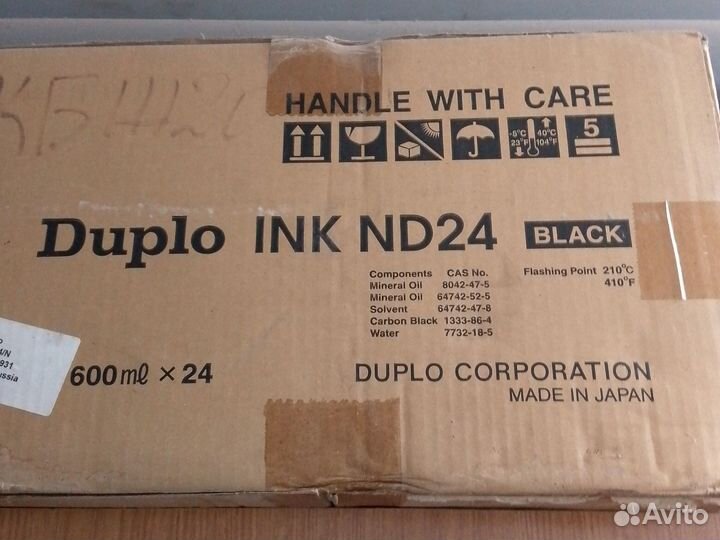 HANDLE WITH CARE
-5°C 40°C
23°F 104°F
5
Duplo INK ND24 BLACK
Components CAS No.
Mineral Oil 8042-47-5
Mineral Oil 64742-52-5
Solvent 64742-47-8
Carbon Black 1333-86-4
Water 7732-18-5
Flashing Point 210°C
410°F
/N
931
ussia
600ml × 24
DUPLO CORPORATION
MADE IN JAPAN
Avito